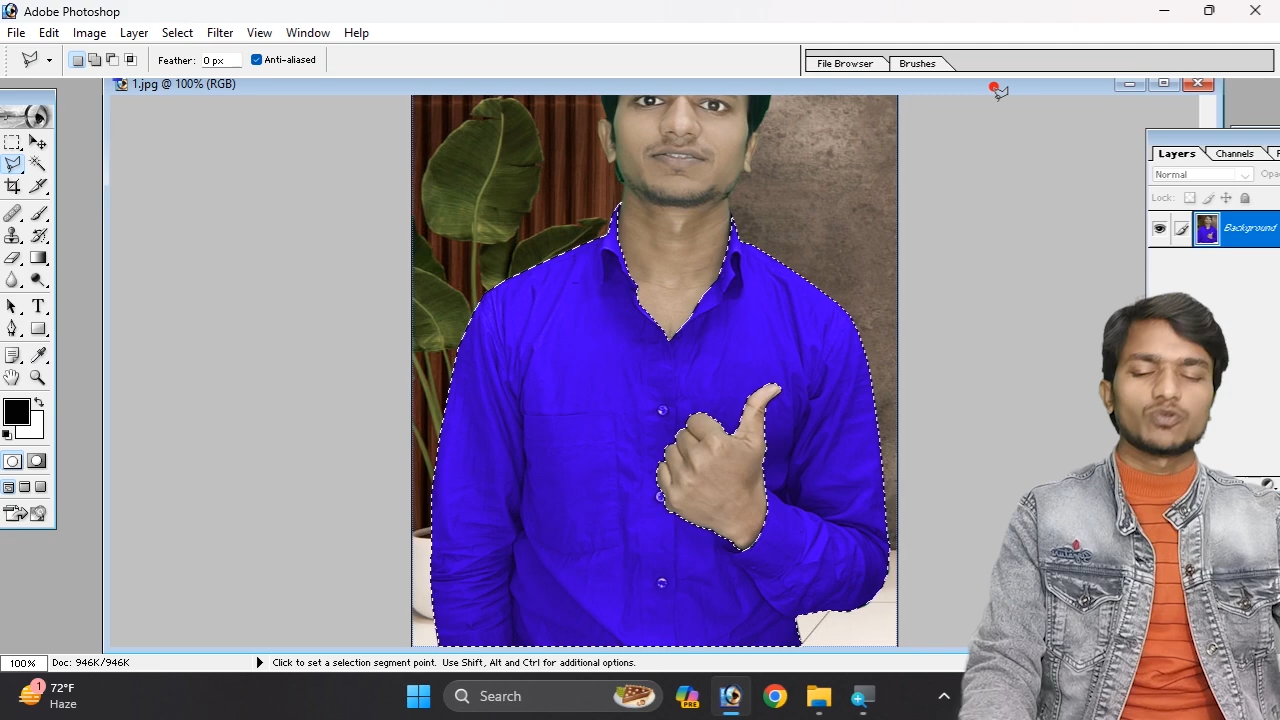 Adobe Photoshop
File Edit Image Layer Select Filter View Window Help
Feather: 0 px Anti-aliased
File Browser Brushes
1.jpg @ 100% (RGB)
Layers Channels
Normal
Lock:
Background
100% Doc: 946K/946K Click to set a selection segment point. Use Shift, Alt and Ctrl for additional options.
1
72°F
Haze
Search
PRE